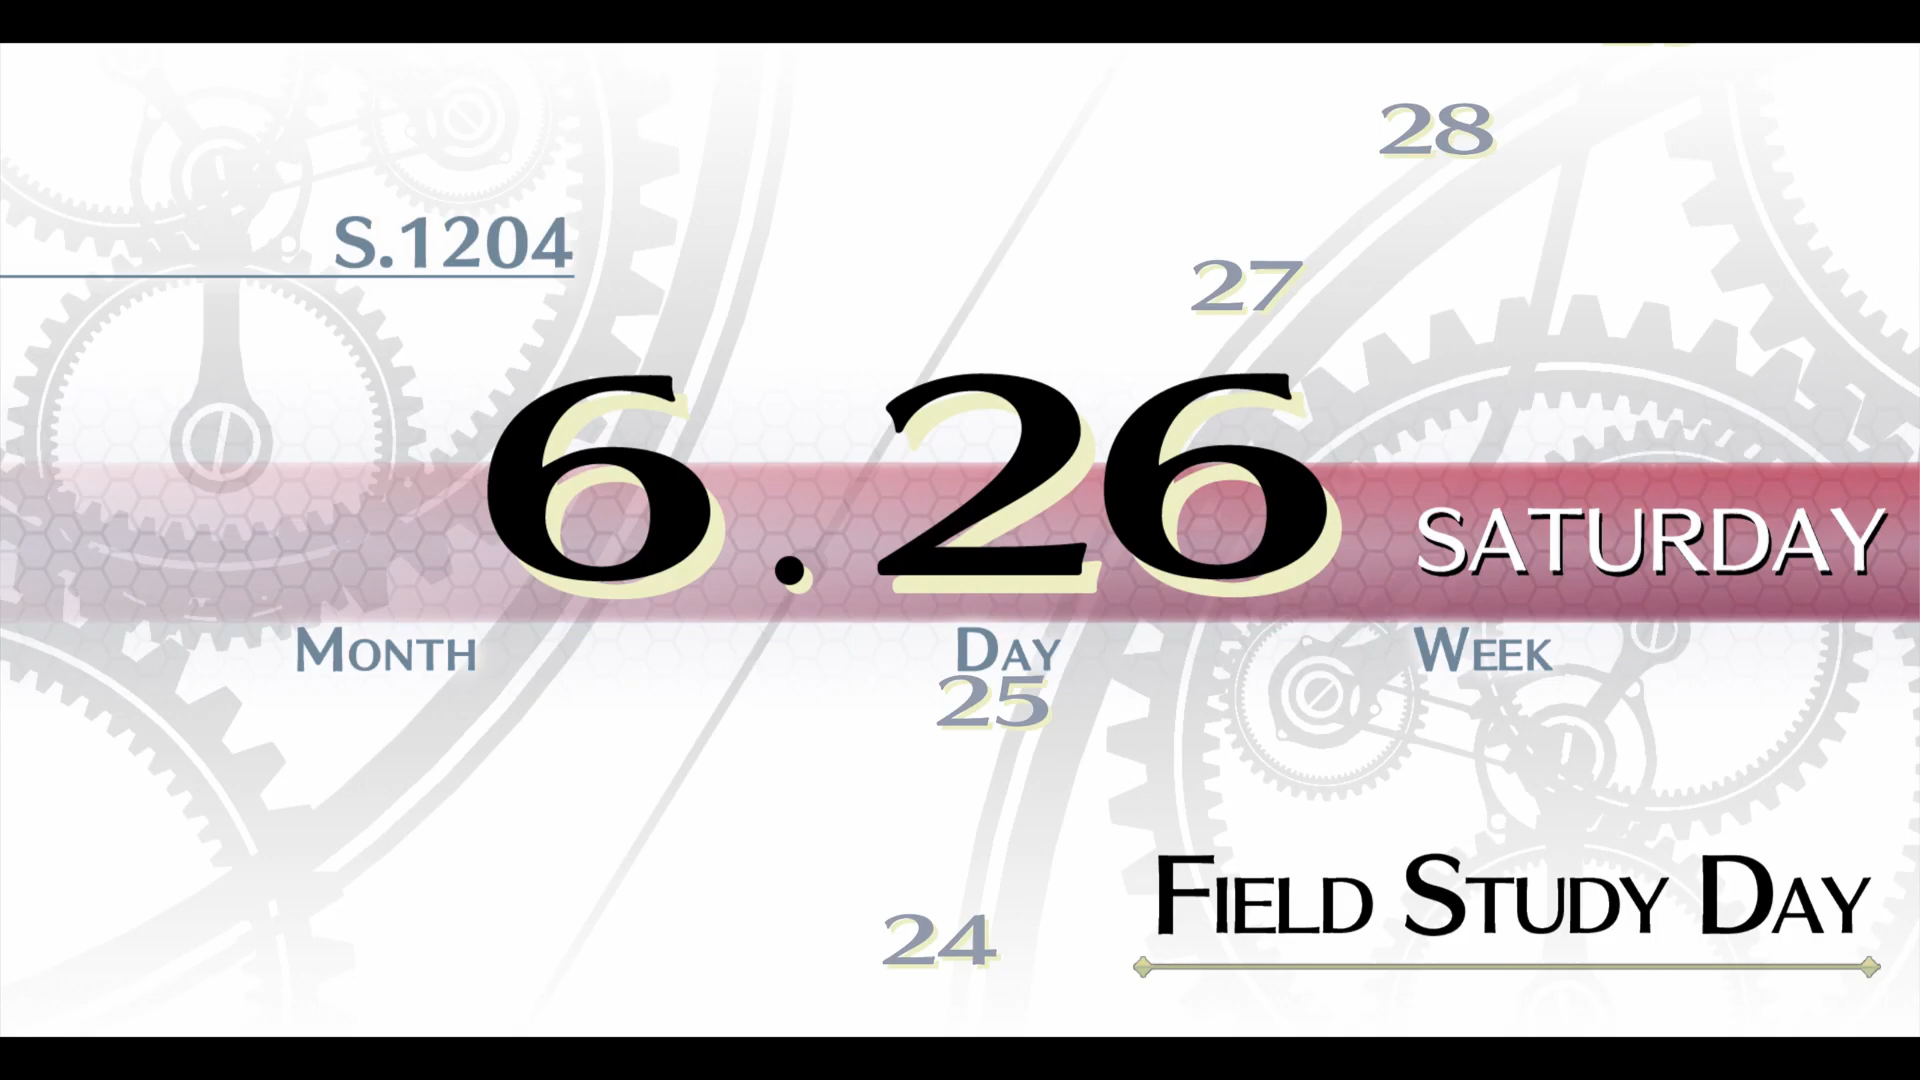 28
S.1204
27
6.26 SATURDAY
MONTH DAY WEEK
25
FIELD STUDY DAY
24